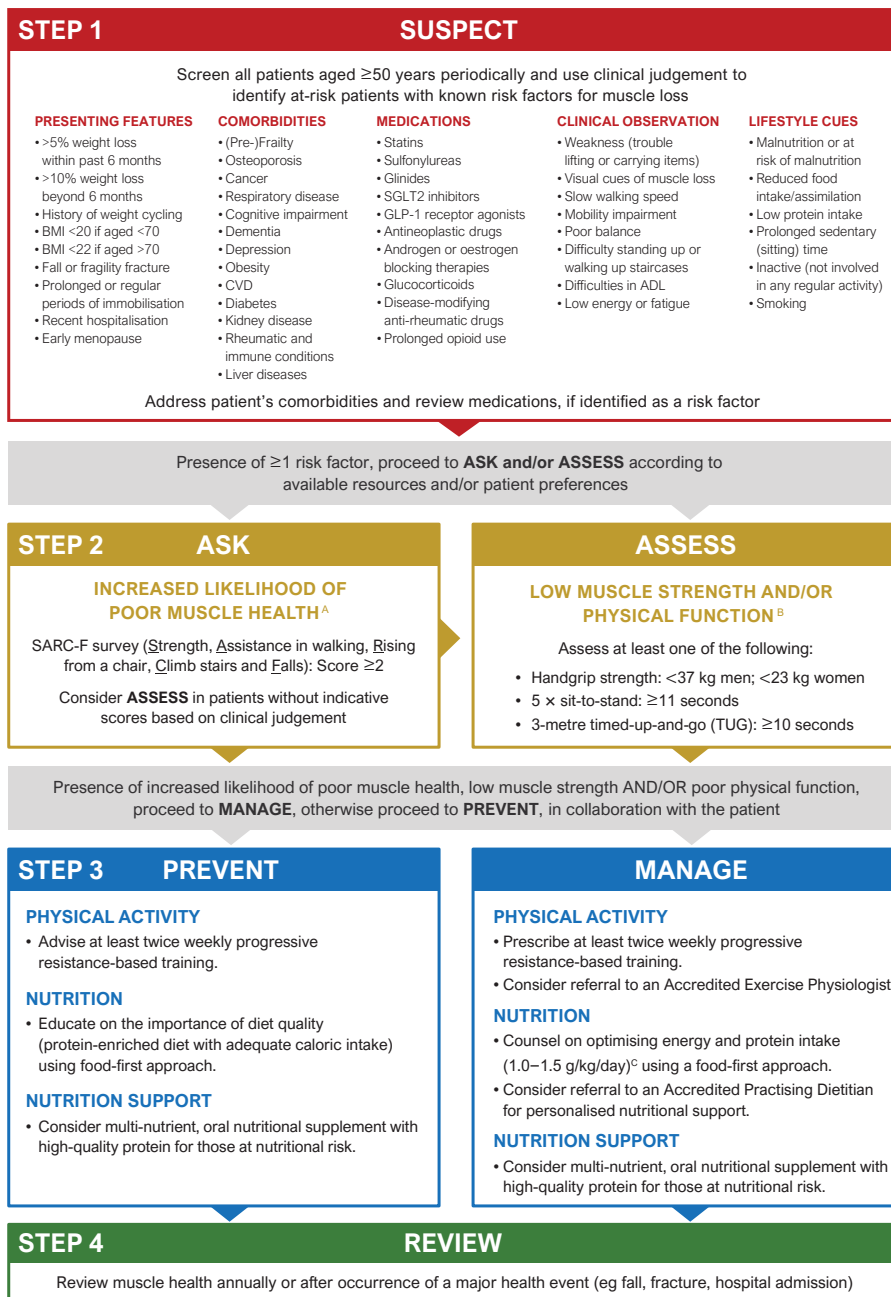 STEP 1
SUSPECT
Screen all patients aged ≥50 years periodically and use clinical judgement to
identify at-risk patients with known risk factors for muscle loss
PRESENTING FEATURES
• >5% weight loss
within past 6 months
• >10% weight loss
beyond 6 months
• History of weight cycling
• BMI <20 if aged <70
• BMI <22 if aged >70
• Fall or fragility fracture
• Prolonged or regular
periods of immobilisation
• Recent hospitalisation
• Early menopause
COMORBIDITIES
• (Pre-)Frailty
• Osteoporosis
• Cancer
• Respiratory disease
• Cognitive impairment
• Dementia
• Depression
• Obesity
• CVD
• Diabetes
• Kidney disease
• Rheumatic and
immune conditions
• Liver diseases
MEDICATIONS
• Statins
• Sulfonylureas
• Glinides
• SGLT2 inhibitors
• GLP-1 receptor agonists
• Antineoplastic drugs
• Androgen or oestrogen
blocking therapies
• Glucocorticoids
• Disease-modifying
anti-rheumatic drugs
• Prolonged opioid use
CLINICAL OBSERVATION
• Weakness (trouble
lifting or carrying items)
• Visual cues of muscle loss
• Slow walking speed
• Mobility impairment
• Poor balance
• Difficulty standing up or
walking up staircases
• Difficulties in ADL
• Low energy or fatigue
LIFESTYLE CUES
• Malnutrition or at
risk of malnutrition
• Reduced food
intake/assimilation
• Low protein intake
• Prolonged sedentary
(sitting) time
• Inactive (not involved
in any regular activity)
• Smoking
Address patient's comorbidities and review medications, if identified as a risk factor
Presence of ≥1 risk factor, proceed to ASK and/or ASSESS according to
available resources and/or patient preferences
STEP 2
ASK
INCREASED LIKELIHOOD OF
POOR MUSCLE HEALTH A
SARC-F survey (Strength, Assistance in walking, Rising
from a chair, Climb stairs and Falls): Score ≥2
Consider ASSESS in patients without indicative
scores based on clinical judgement
ASSESS
LOW MUSCLE STRENGTH AND/OR
PHYSICAL FUNCTION B
Assess at least one of the following:
• Handgrip strength: <37 kg men; <23 kg women
• 5 × sit-to-stand: ≥11 seconds
• 3-metre timed-up-and-go (TUG): ≥10 seconds
Presence of increased likelihood of poor muscle health, low muscle strength AND/OR poor physical function,
proceed to MANAGE, otherwise proceed to PREVENT, in collaboration with the patient
STEP 3
PREVENT
PHYSICAL ACTIVITY
• Advise at least twice weekly progressive
resistance-based training.
NUTRITION
• Educate on the importance of diet quality
(protein-enriched diet with adequate caloric intake)
using food-first approach.
NUTRITION SUPPORT
• Consider multi-nutrient, oral nutritional supplement with
high-quality protein for those at nutritional risk.
MANAGE
PHYSICAL ACTIVITY
• Prescribe at least twice weekly progressive
resistance-based training.
• Consider referral to an Accredited Exercise Physiologist
NUTRITION
• Counsel on optimising energy and protein intake
(1.0–1.5 g/kg/day)C using a food-first approach.
• Consider referral to an Accredited Practising Dietitian
for personalised nutritional support.
NUTRITION SUPPORT
• Consider multi-nutrient, oral nutritional supplement with
high-quality protein for those at nutritional risk.
STEP 4
REVIEW
Review muscle health annually or after occurrence of a major health event (eg fall, fracture, hospital admission)